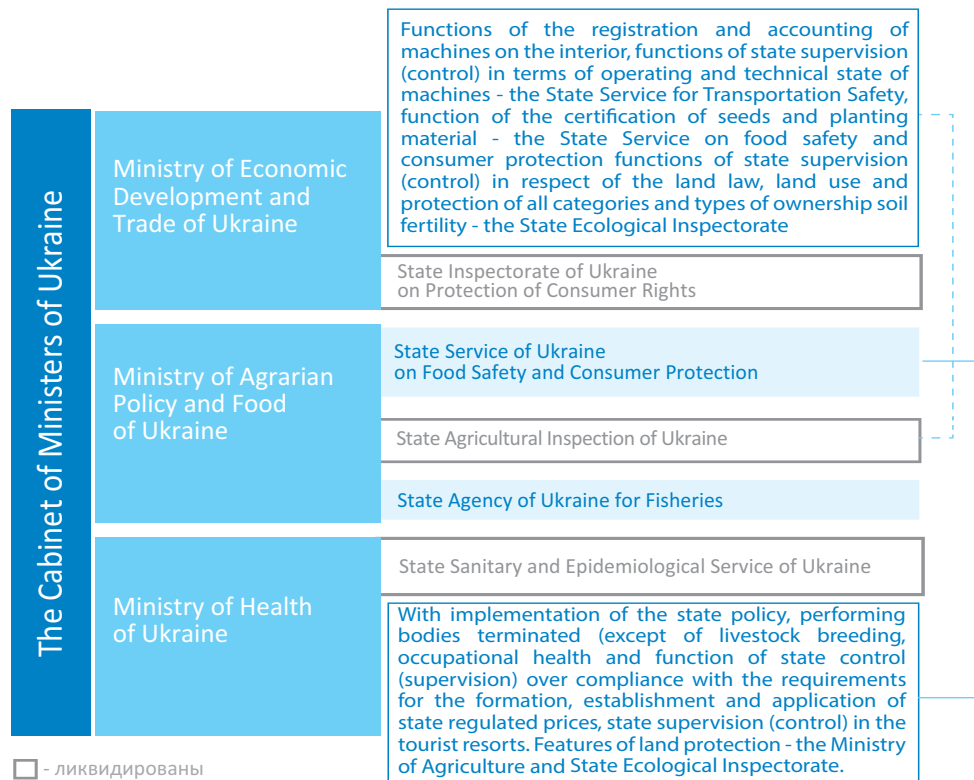 The Cabinet of Ministers of Ukraine
Ministry of Economic
Development and
Trade of Ukraine
Functions of the registration and accounting of
machines on the interior, functions of state supervision
(control) in terms of operating and technical state of
machines - the State Service for Transportation Safety,
function of the certification of seeds and planting
material - the State Service on food safety and
consumer protection functions of state supervision
(control) in respect of the land law, land use and
protection of all categories and types of ownership soil
fertility - the State Ecological Inspectorate
State Inspectorate of Ukraine
on Protection of Consumer Rights
Ministry of Agrarian
Policy and Food
of Ukraine
State Service of Ukraine
on Food Safety and Consumer Protection
State Agricultural Inspection of Ukraine
State Agency of Ukraine for Fisheries
Ministry of Health
of Ukraine
State Sanitary and Epidemiological Service of Ukraine
With implementation of the state policy, performing
bodies terminated (except of livestock breeding,
occupational health and function of state control
(supervision) over compliance with the requirements
for the formation, establishment and application of
state regulated prices, state supervision (control) in the
tourist resorts. Features of land protection - the Ministry
of Agriculture and State Ecological Inspectorate.
- ликвидированы